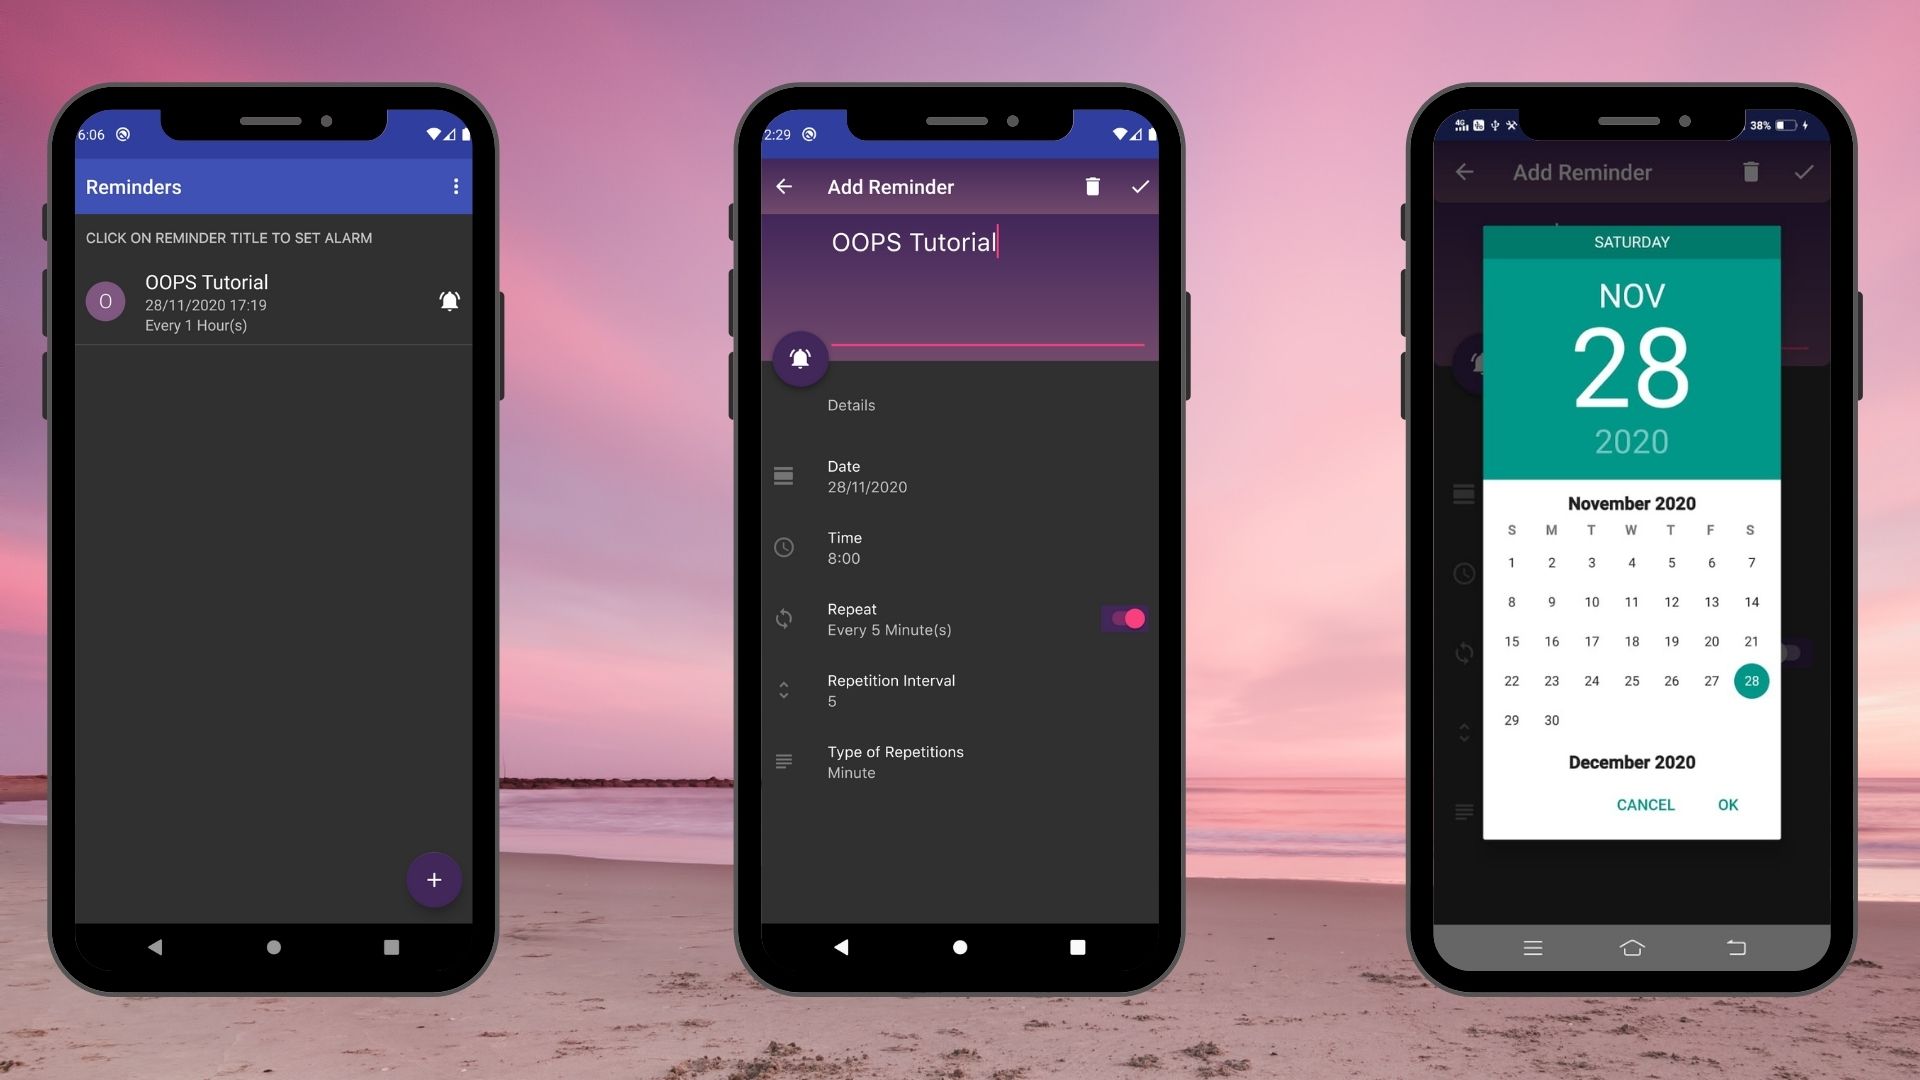 6:06
Reminders
CLICK ON REMINDER TITLE TO SET ALARM
O
OOPS Tutorial
28/11/2020 17:19
Every 1 Hour(s)
+
2:29
Add Reminder
OOPS Tutorial
Details
Date
28/11/2020
Time
8:00
Repeat
Every 5 Minute(s)
Repetition Interval
5
Type of Repetitions
Minute
4G 38%
Add Reminder
SATURDAY
NOV
28
2020
November 2020
S M T W T F S
1 2 3 4 5 6 7
8 9 10 11 12 13 14
15 16 17 18 19 20 21
22 23 24 25 26 27 28
29 30
December 2020
CANCEL OK